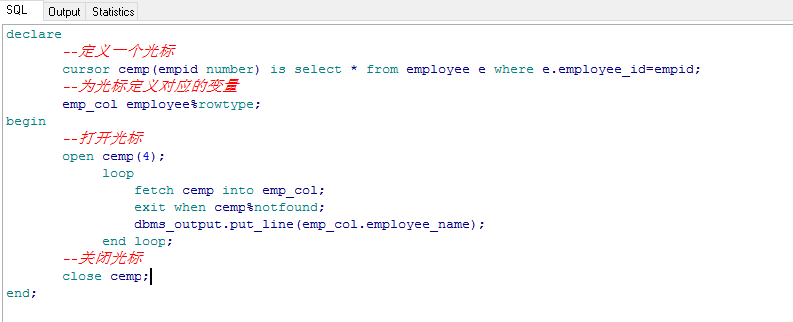 SQL Output Statistics
declare
--定义一个光标
cursor cemp(empid number) is select * from employee e where e.employee_id=empid;
--为光标定义对应的变量
emp_col employee%rowtype;
begin
--打开光标
open cemp(4);
loop
fetch cemp into emp_col;
exit when cemp%notfound;
dbms_output.put_line(emp_col.employee_name);
end loop;
--关闭光标
close cemp;
end;